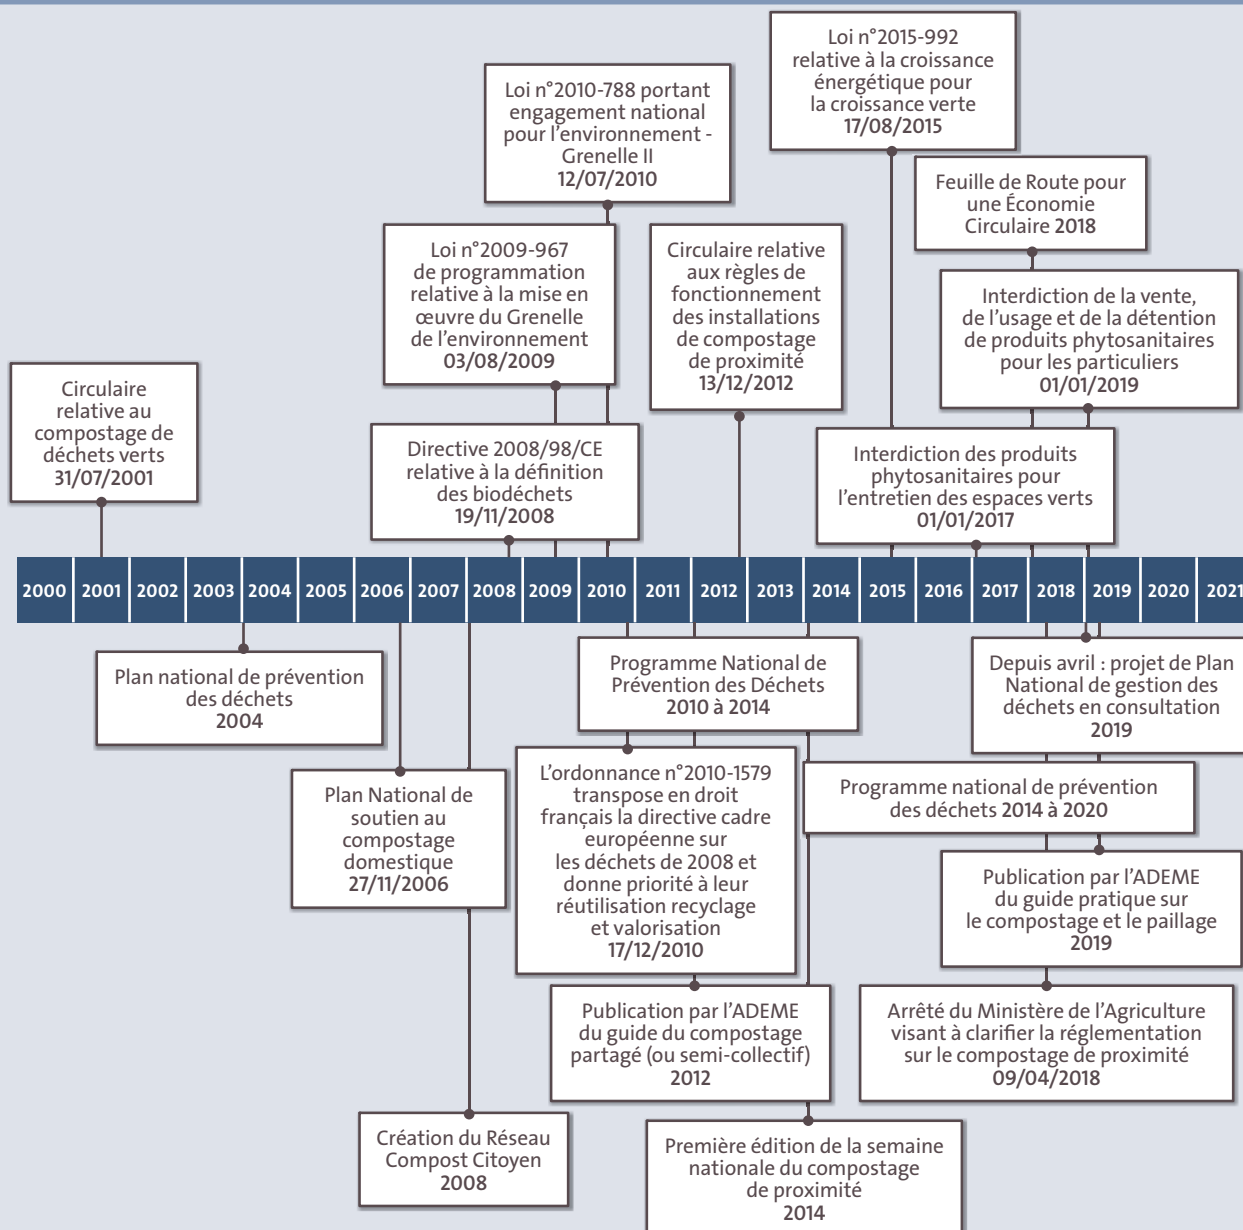 Loi n°2015-992
relative à la croissance
énergétique pour
la croissance verte
17/08/2015
Loi n°2010-788 portant
engagement national
pour l'environnement -
Grenelle II
12/07/2010
Feuille de Route pour
une Économie
Circulaire 2018
Loi n°2009-967
de programmation
relative à la mise en
œuvre du Grenelle
de l'environnement
03/08/2009
Circulaire relative
aux règles de
fonctionnement
des installations
de compostage
de proximité
13/12/2012
Interdiction de la vente,
de l'usage et de la détention
de produits phytosanitaires
pour les particuliers
01/01/2019
Circulaire
relative au
compostage de
déchets verts
31/07/2001
Directive 2008/98/CE
relative à la définition
des biodéchets
19/11/2008
Interdiction des produits
phytosanitaires pour
l'entretien des espaces verts
01/01/2017
2000 2001 2002 2003 2004 2005 2006 2007 2008 2009 2010 2011 2012 2013 2014 2015 2016 2017 2018 2019 2020 2021
Plan national de prévention
des déchets
2004
Programme National de
Prévention des Déchets
2010 à 2014
Depuis avril : projet de Plan
National de gestion des
déchets en consultation
2019
Plan National de
soutien au
compostage
domestique
27/11/2006
L'ordonnance n°2010-1579
transpose en droit
français la directive cadre
européenne sur
les déchets de 2008 et
donne priorité à leur
réutilisation recyclage
et valorisation
17/12/2010
Programme national de prévention
des déchets 2014 à 2020
Publication par l'ADEME
du guide pratique sur
le compostage et le paillage
2019
Publication par l'ADEME
du guide du compostage
partagé (ou semi-collectif)
2012
Arrêté du Ministère de l'Agriculture
visant à clarifier la réglementation
sur le compostage de proximité
09/04/2018
Création du Réseau
Compost Citoyen
2008
Première édition de la semaine
nationale du compostage
de proximité
2014